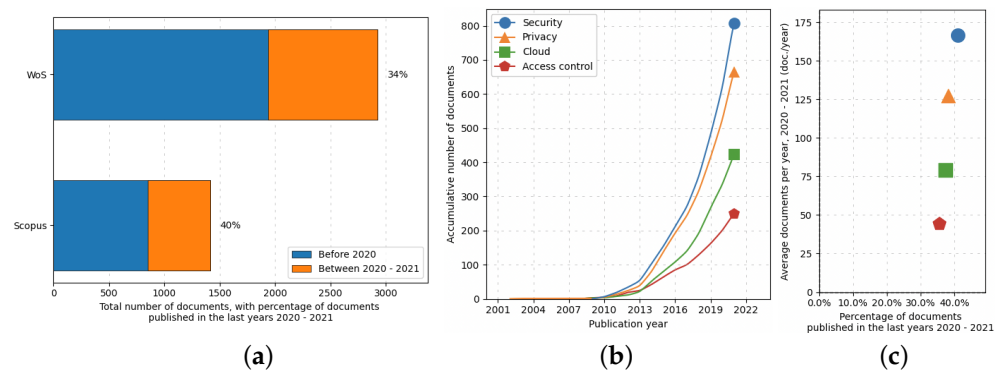 WoS
34%
Scopus
40%
Before 2020
Between 2020 - 2021
0 500 1000 1500 2000 2500 3000
Total number of documents, with percentage of documents
published in the last years 2020 - 2021
(a)
Security
Privacy
Cloud
Access control
Accumulative number of documents
800
700
600
500
400
300
200
100
0
2001 2004 2007 2010 2013 2016 2019 2022
Publication year
(b)
Average documents per year, 2020 - 2021 (doc./year)
175
150
125
100
75
50
25
0
0.0% 10.0% 20.0% 30.0% 40.0%
Percentage of documents
published in the last years 2020 - 2021
(c)